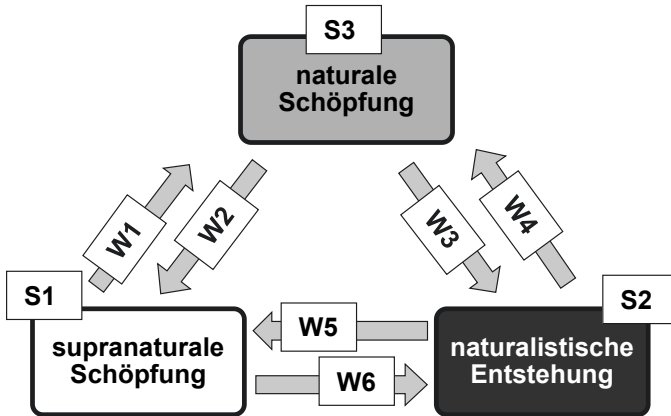 S3
naturale
Schöpfung
W1
W2
W3
W4
S1
S2
W5
supranaturale
Schöpfung
naturalistische
Entstehung
W6